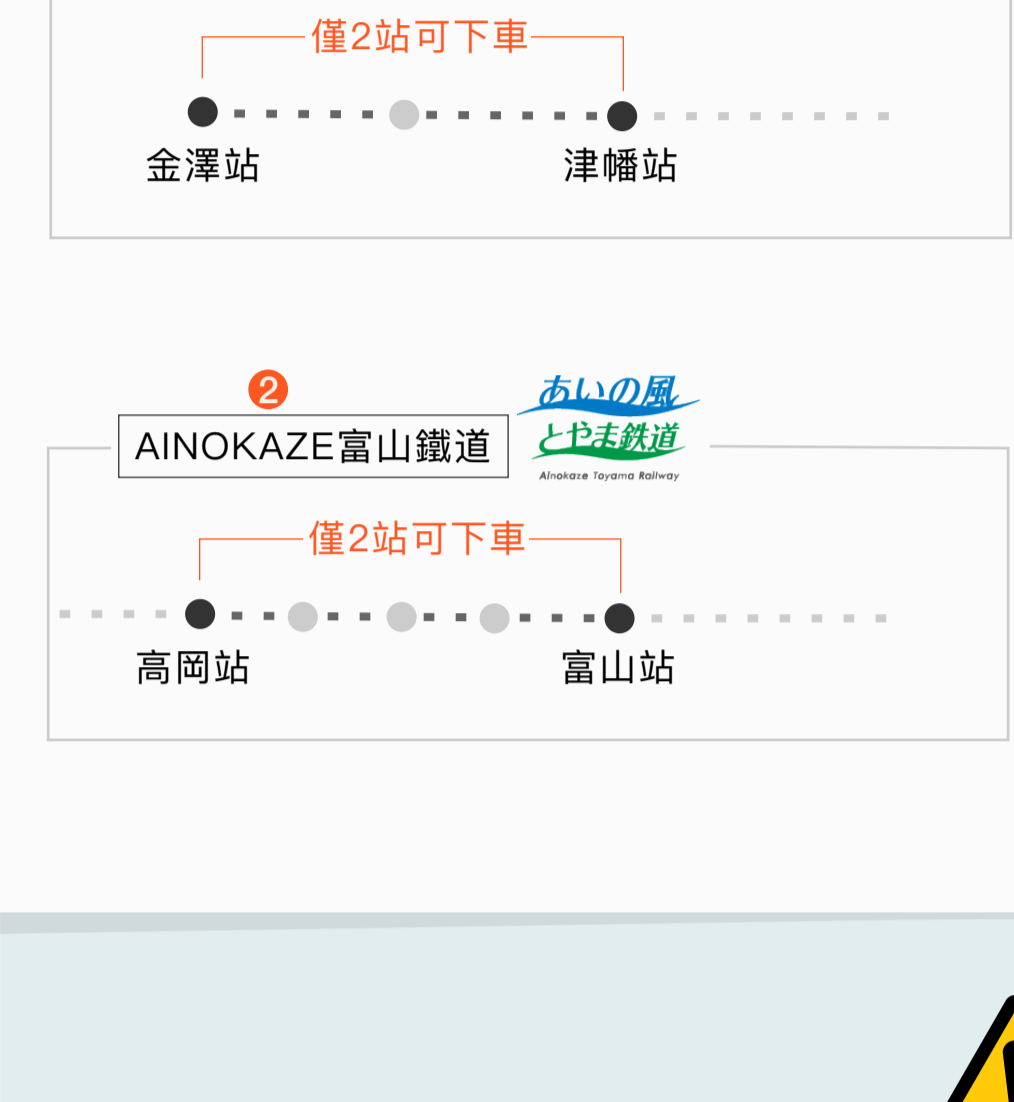 僅2站可下車
金澤站
津幡站
2
AINOKAZE富山鐵道
あいの風
とやま鉄道
Ainokaze Toyama Railway
僅2站可下車
高岡站
富山站